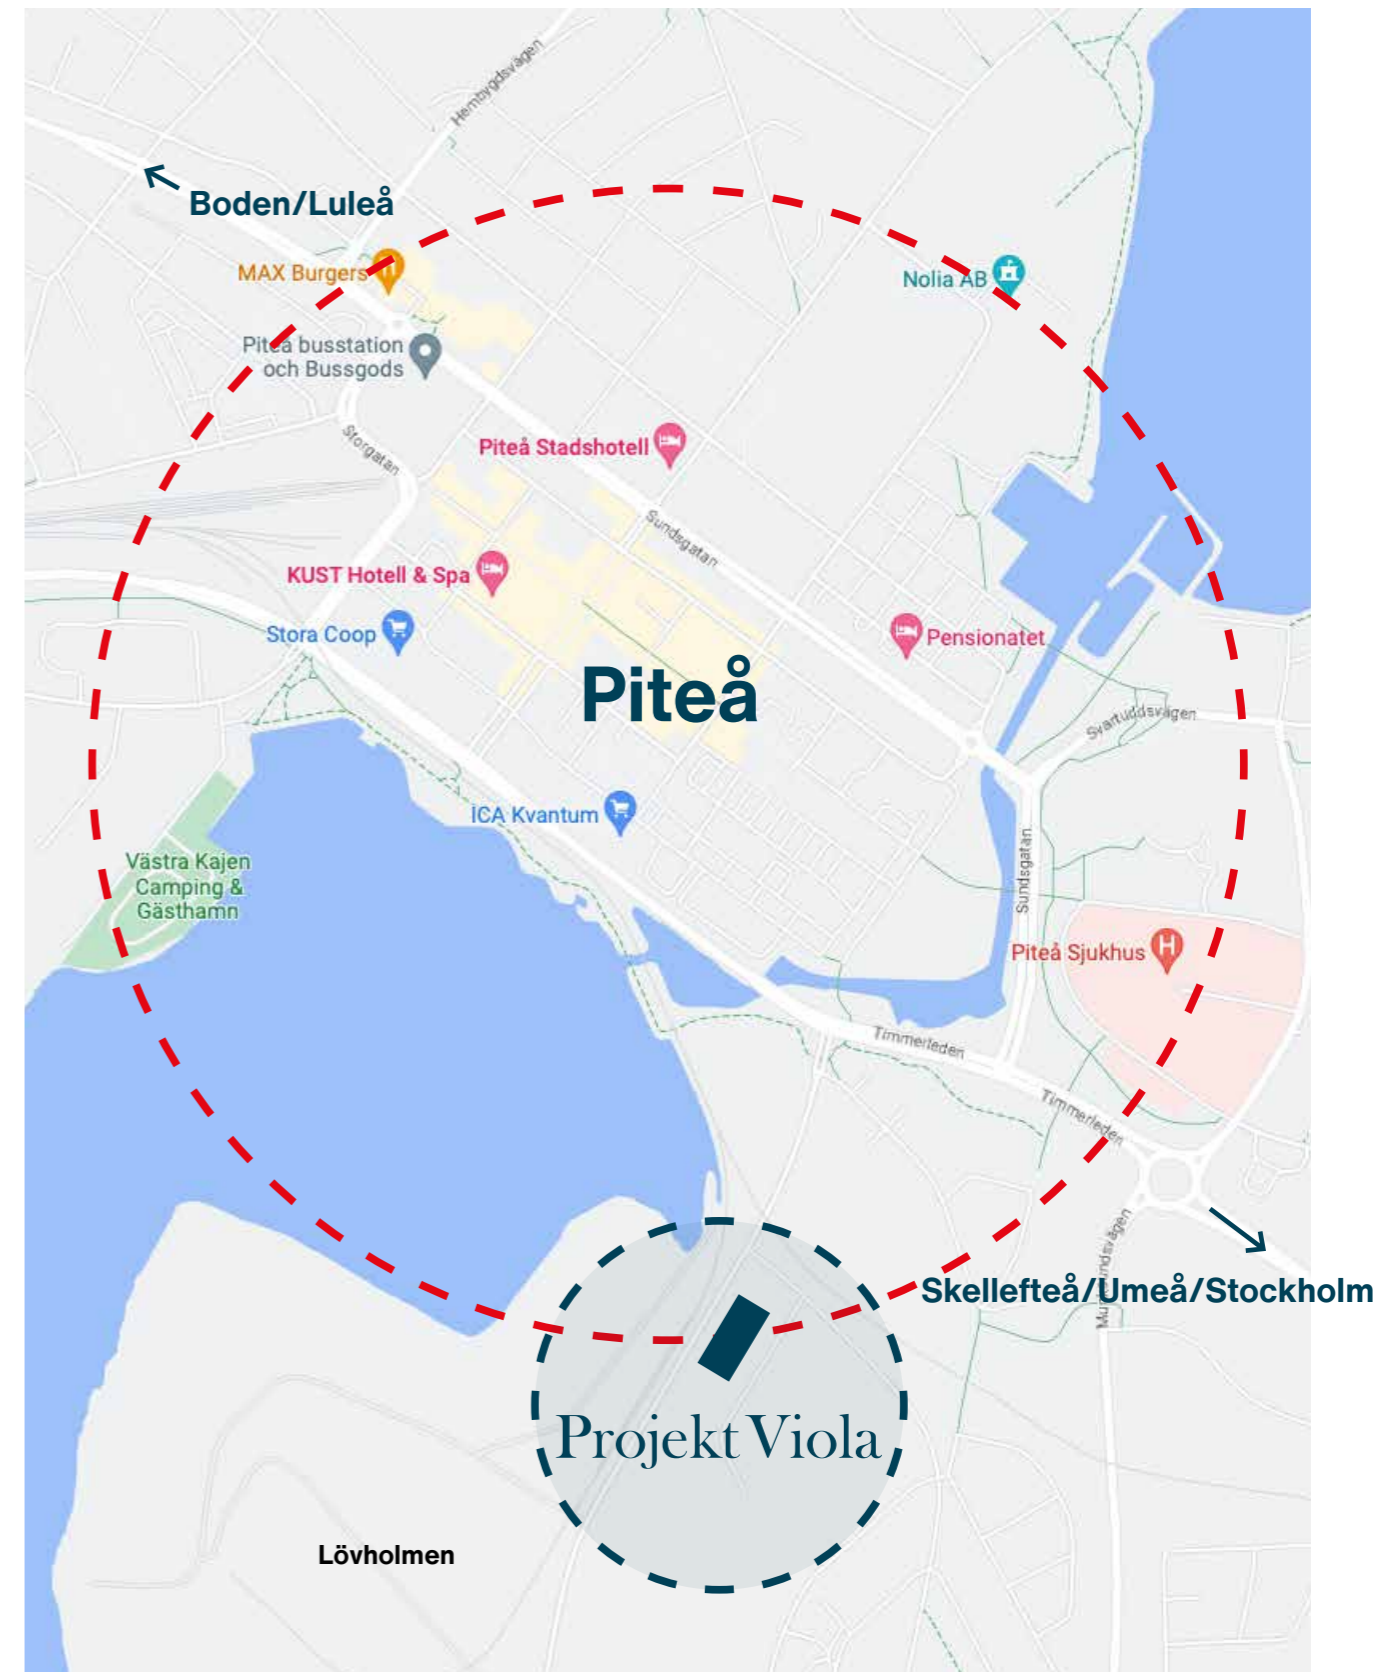 Hembygdsvägen
Boden/Luleå
MAX Burgers
Nolia AB
Piteå busstation
och Bussgods
Storgatan
Piteå Stadshotell
Sundsgatan
KUST Hotell & Spa
Stora Coop
Pensionatet
Piteå
Svartuddsvägen
ICA Kvantum
Västra Kajen
Camping &
Gästhamn
Sundsgatan
Piteå Sjukhus
H
Timmerleden
Timmerleden
Skellefteå/Umeå/Stockholm
Projekt Viola
Lövholmen